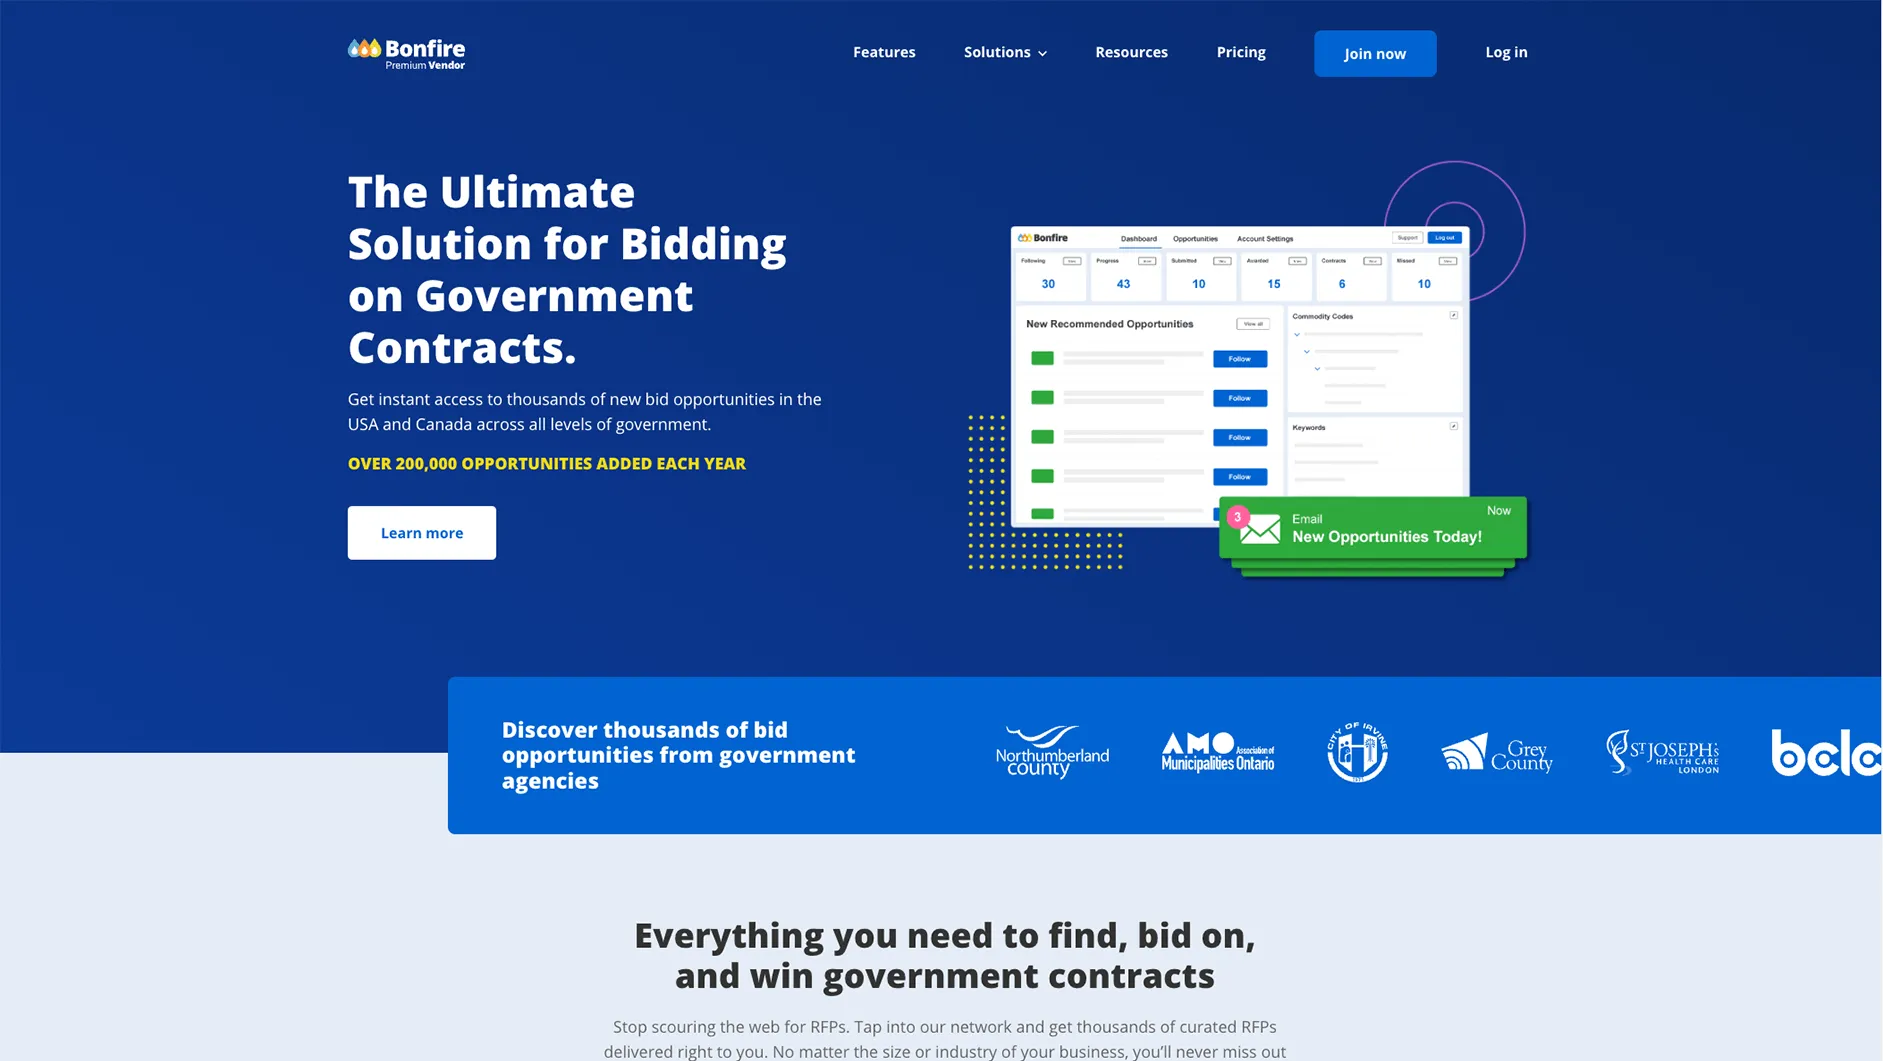 Bonfire
Premium Vendor
Features
Solutions
Resources
Pricing
Join now
Log in
The Ultimate
Solution for Bidding
on Government
Contracts.
Get instant access to thousands of new bid opportunities in the
USA and Canada across all levels of government.
OVER 200,000 OPPORTUNITIES ADDED EACH YEAR
Learn more
Bonfire
Dashboard
Opportunities
Account Settings
Support
Log out
Following
Progress
Submitted
Awarded
Contracts
Missed
30
43
10
15
6
10
New Recommended Opportunities
View all
Follow
Follow
Follow
Follow
Commodity Codes
Keywords
3
Email
Now
New Opportunities Today!
Discover thousands of bid
opportunities from government
agencies
Northumberland
county
AMO Association of
Municipalities Ontario
CITY OF IRVINE
1971
Grey
County
ST JOSEPH'S
HEALTH CARE
LONDON
bclc
Everything you need to find, bid on,
and win government contracts
Stop scouring the web for RFPs. Tap into our network and get thousands of curated RFPs
delivered right to you. No matter the size or industry of your business, you'll never miss out